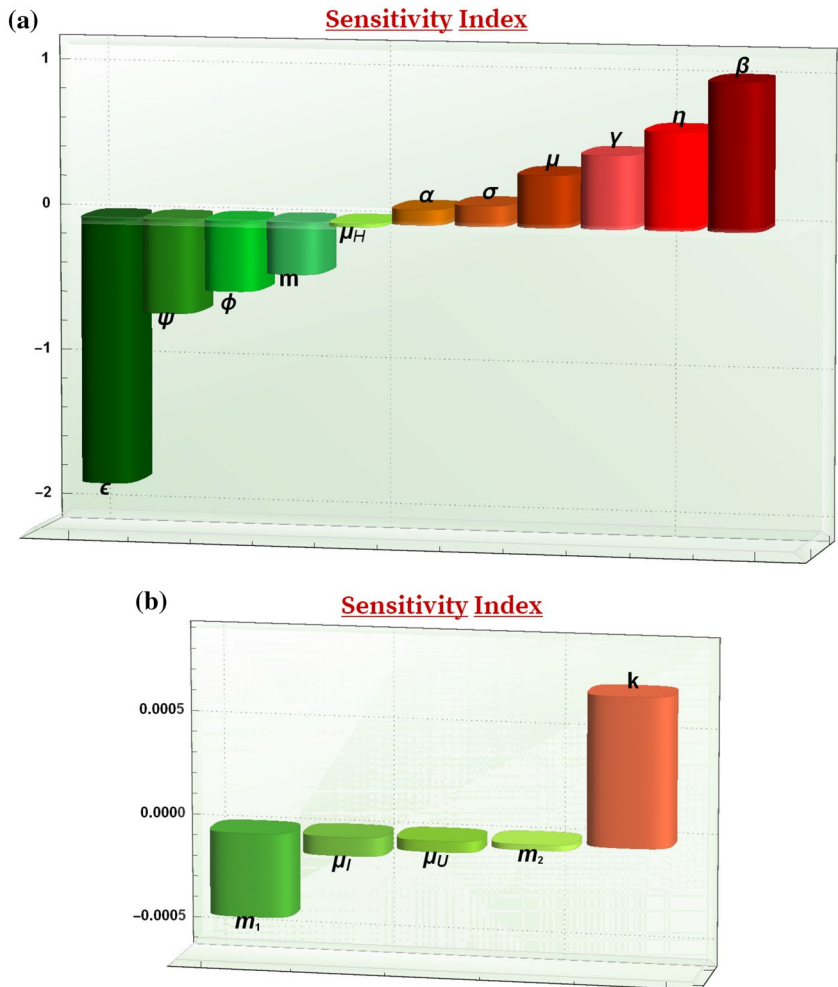 (a)
Sensitivity Index
1
0
−1
−2
ϵ
ψ
ϕ
m
μH
α
σ
μ
γ
η
β
(b)
Sensitivity Index
0.0005
0.0000
−0.0005
m₁
μI
μU
m₂
k